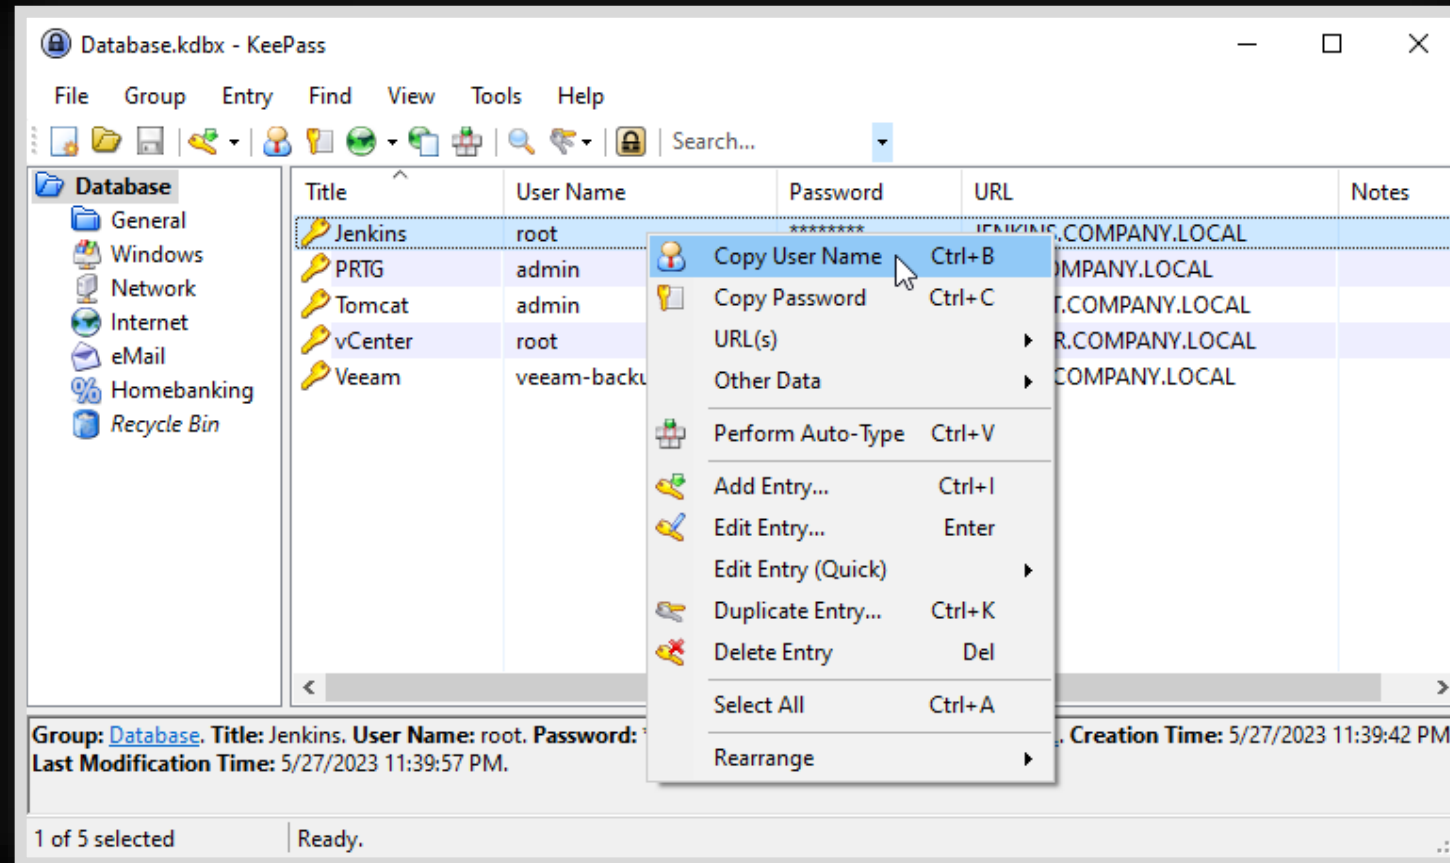 Database.kdbx - KeePass
File Group Entry Find View Tools Help
Search...
Database
General
Windows
Network
Internet
eMail
Homebanking
Recycle Bin
Title User Name Password URL Notes
Jenkins root ******** JENKINS.COMPANY.LOCAL
PRTG admin OMPANY.LOCAL
Tomcat admin T.COMPANY.LOCAL
vCenter root R.COMPANY.LOCAL
Veeam veeam-backu COMPANY.LOCAL
Copy User Name Ctrl+B
Copy Password Ctrl+C
URL(s)
Other Data
Perform Auto-Type Ctrl+V
Add Entry... Ctrl+I
Edit Entry... Enter
Edit Entry (Quick)
Duplicate Entry... Ctrl+K
Delete Entry Del
Select All Ctrl+A
Rearrange
Group: Database. Title: Jenkins. User Name: root. Password: . Creation Time: 5/27/2023 11:39:42 PM
Last Modification Time: 5/27/2023 11:39:57 PM.
1 of 5 selected Ready.